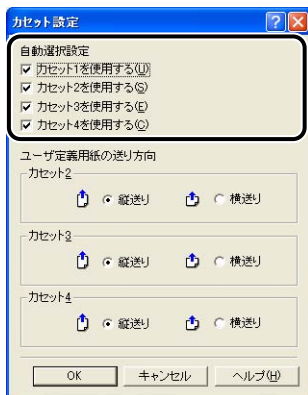 カセット設定
自動選択設定
カセット1を使用する(U)
カセット2を使用する(S)
カセット3を使用する(E)
カセット4を使用する(C)
ユーザ定義用紙の送り方向
カセット2
縦送り 横送り
カセット3
縦送り 横送り
カセット4
縦送り 横送り
OK キャンセル ヘルプ(H)